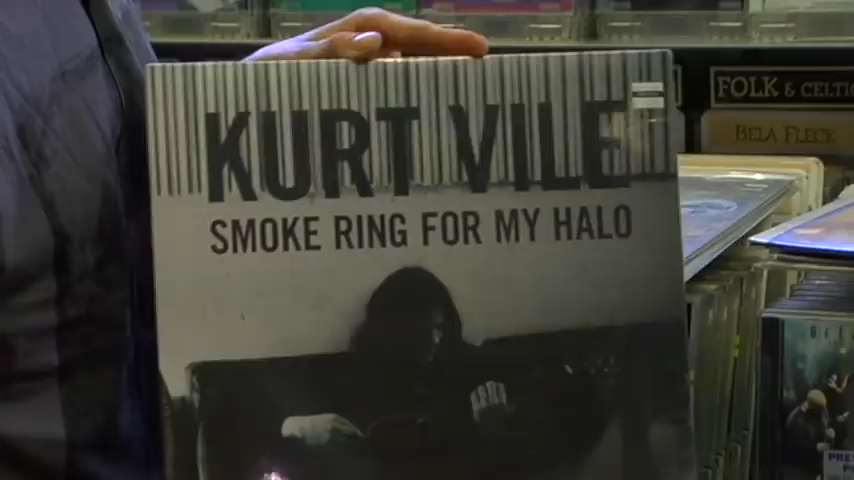 KURT VILE
SMOKE RING FOR MY HALO
FOLK & CELTIC
BELA FLECK